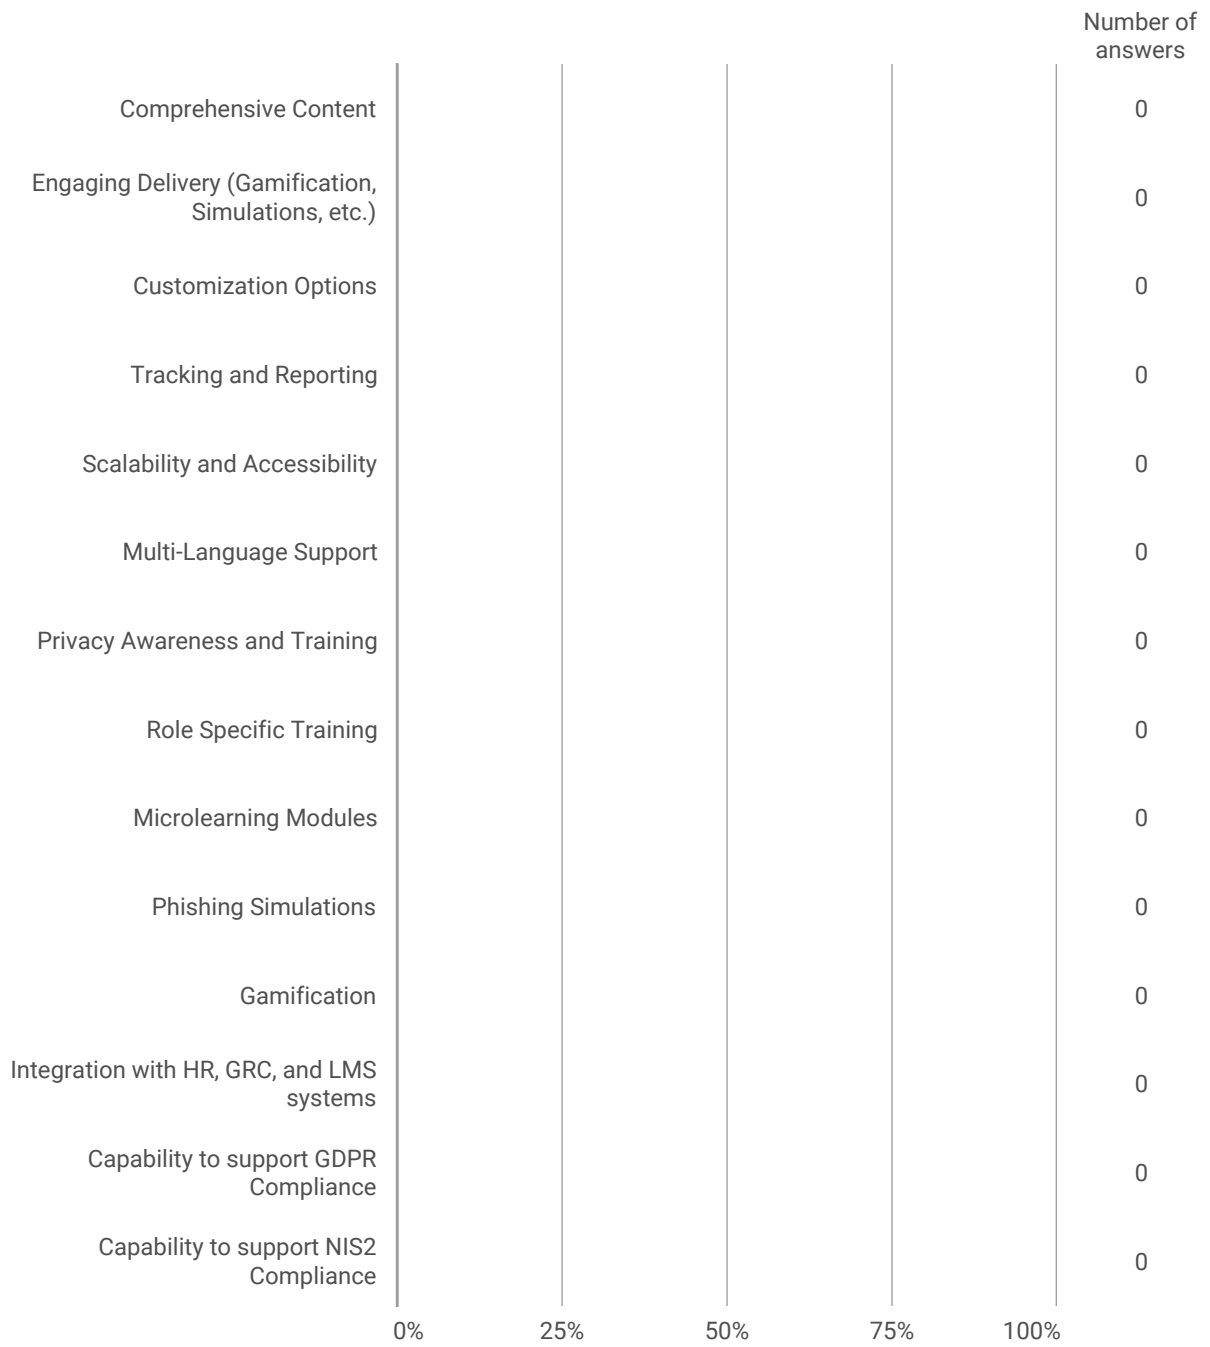 Number of
answers
Comprehensive Content 0
Engaging Delivery (Gamification,
Simulations, etc.) 0
Customization Options 0
Tracking and Reporting 0
Scalability and Accessibility 0
Multi-Language Support 0
Privacy Awareness and Training 0
Role Specific Training 0
Microlearning Modules 0
Phishing Simulations 0
Gamification 0
Integration with HR, GRC, and LMS
systems 0
Capability to support GDPR
Compliance 0
Capability to support NIS2
Compliance 0
0% 25% 50% 75% 100%